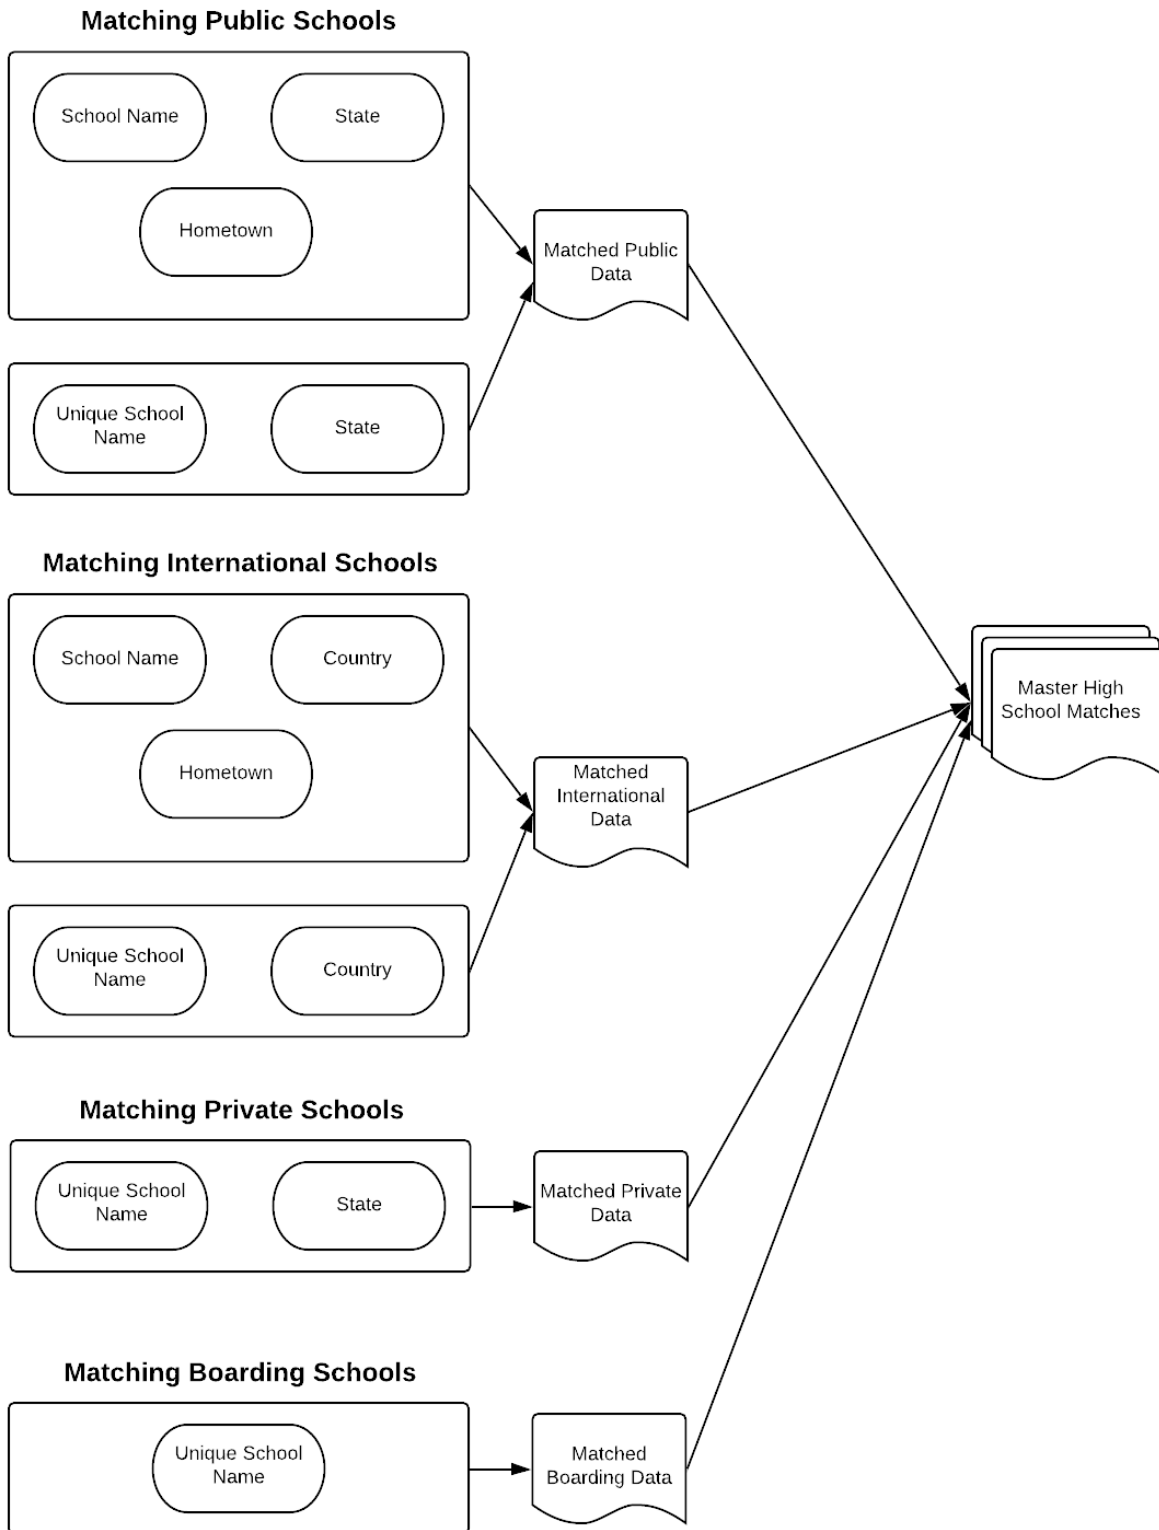 Matching Public Schools
School Name
State
Hometown
Matched Public
Data
Unique School
Name
State
Matching International Schools
School Name
Country
Hometown
Matched
International
Data
Master High
School Matches
Unique School
Name
Country
Matching Private Schools
Unique School
Name
State
Matched Private
Data
Matching Boarding Schools
Unique School
Name
Matched
Boarding Data